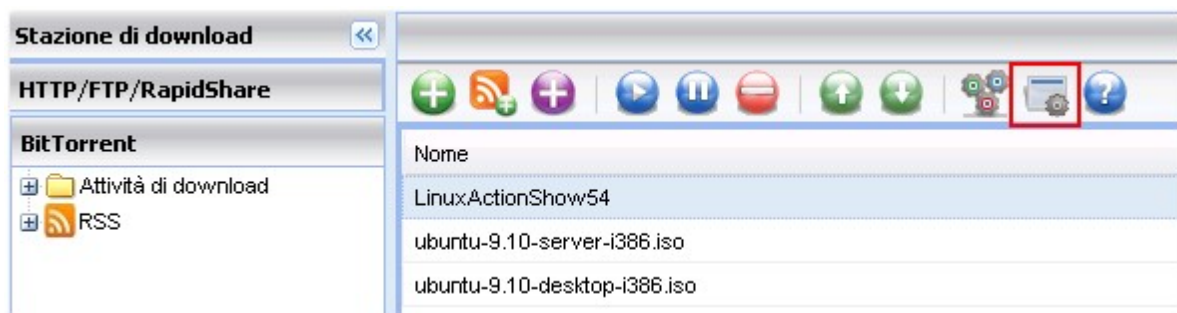 Stazione di download
HTTP/FTP/RapidShare
BitTorrent
Attività di download
RSS
Nome
LinuxActionShow54
ubuntu-9.10-server-i386.iso
ubuntu-9.10-desktop-i386.iso